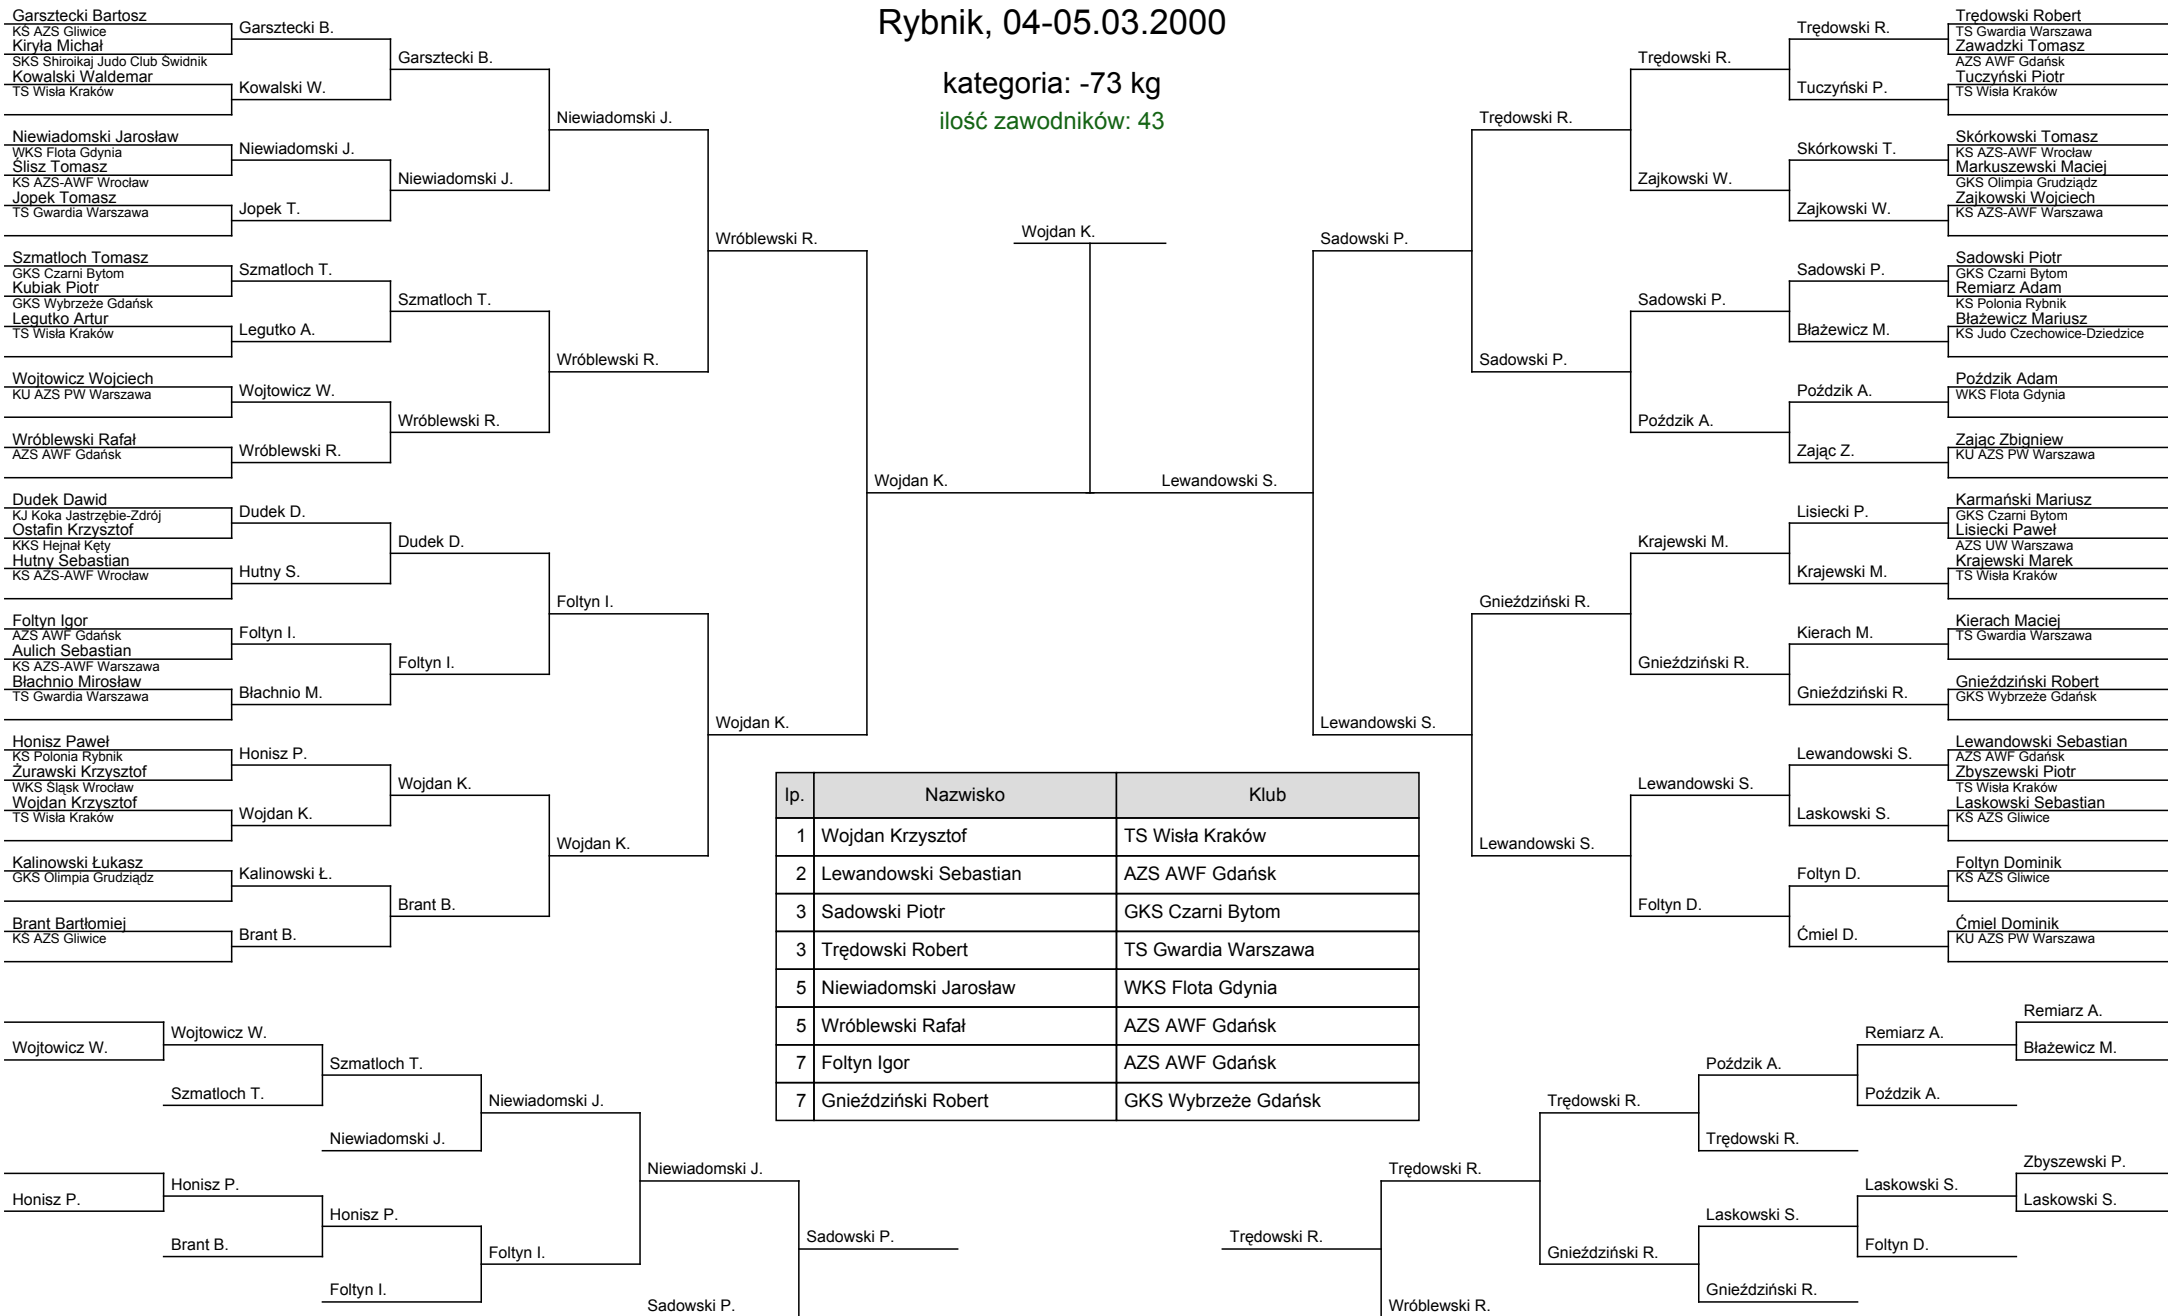 Rybnik, 04-05.03.2000
kategoria: -73 kg
ilość zawodników: 43
Garsztecki Bartosz
KS AZS Gliwice
Kiryła Michał
SKS Shiroikaj Judo Club Świdnik
Kowalski Waldemar
TS Wisła Kraków
Niewiadomski Jarosław
WKS Flota Gdynia
Ślisz Tomasz
KS AZS-AWF Wrocław
Jopek Tomasz
TS Gwardia Warszawa
Szmatloch Tomasz
GKS Czarni Bytom
Kubiak Piotr
GKS Wybrzeże Gdańsk
Legutko Artur
TS Wisła Kraków
Wojtowicz Wojciech
KU AZS PW Warszawa
Wróblewski Rafał
AZS AWF Gdańsk
Dudek Dawid
KJ Koka Jastrzębie-Zdrój
Ostafin Krzysztof
KKS Hejnał Kęty
Hutny Sebastian
KS AZS-AWF Wrocław
Foltyn Igor
AZS AWF Gdańsk
Aulich Sebastian
KS AZS-AWF Warszawa
Błachnio Mirosław
TS Gwardia Warszawa
Honisz Paweł
KS Polonia Rybnik
Żurawski Krzysztof
WKS Śląsk Wrocław
Wojdan Krzysztof
TS Wisła Kraków
Kalinowski Łukasz
GKS Olimpia Grudziądz
Brant Bartłomiej
KS AZS Gliwice
Garsztecki B.
Kowalski W.
Niewiadomski J.
Jopek T.
Szmatloch T.
Legutko A.
Wojtowicz W.
Wróblewski R.
Dudek D.
Hutny S.
Foltyn I.
Błachnio M.
Honisz P.
Wojdan K.
Kalinowski Ł.
Brant B.
Garsztecki B.
Niewiadomski J.
Szmatloch T.
Wróblewski R.
Dudek D.
Foltyn I.
Wojdan K.
Brant B.
Niewiadomski J.
Wróblewski R.
Foltyn I.
Wojdan K.
Wróblewski R.
Wojdan K.
Wojdan K.
Wojdan K.
Lewandowski S.
Sadowski P.
Lewandowski S.
Trędowski R.
Sadowski P.
Gnieździński R.
Lewandowski S.
Trędowski R.
Zajkowski W.
Sadowski P.
Poździk A.
Krajewski M.
Gnieździński R.
Lewandowski S.
Foltyn D.
Trędowski R.
Tuczyński P.
Skórkowski T.
Zajkowski W.
Sadowski P.
Błażewicz M.
Poździk A.
Zając Z.
Lisiecki P.
Krajewski M.
Kierach M.
Gnieździński R.
Lewandowski S.
Laskowski S.
Foltyn D.
Ćmiel D.
Trędowski Robert
TS Gwardia Warszawa
Zawadzki Tomasz
AZS AWF Gdańsk
Tuczyński Piotr
TS Wisła Kraków
Skórkowski Tomasz
KS AZS-AWF Wrocław
Markuszewski Maciej
GKS Olimpia Grudziądz
Zajkowski Wojciech
KS AZS-AWF Warszawa
Sadowski Piotr
GKS Czarni Bytom
Remiarz Adam
KS Polonia Rybnik
Błażewicz Mariusz
KS Judo Czechowice-Dziedzice
Poździk Adam
WKS Flota Gdynia
Zając Zbigniew
KU AZS PW Warszawa
Karmański Mariusz
GKS Czarni Bytom
Lisiecki Paweł
AZS UW Warszawa
Krajewski Marek
TS Wisła Kraków
Kierach Maciej
TS Gwardia Warszawa
Gnieździński Robert
GKS Wybrzeże Gdańsk
Lewandowski Sebastian
AZS AWF Gdańsk
Zbyszewski Piotr
TS Wisła Kraków
Laskowski Sebastian
KS AZS Gliwice
Foltyn Dominik
KS AZS Gliwice
Ćmiel Dominik
KU AZS PW Warszawa
lp. Nazwisko Klub
1 Wojdan Krzysztof TS Wisła Kraków
2 Lewandowski Sebastian AZS AWF Gdańsk
3 Sadowski Piotr GKS Czarni Bytom
3 Trędowski Robert TS Gwardia Warszawa
5 Niewiadomski Jarosław WKS Flota Gdynia
5 Wróblewski Rafał AZS AWF Gdańsk
7 Foltyn Igor AZS AWF Gdańsk
7 Gnieździński Robert GKS Wybrzeże Gdańsk
Wojtowicz W.
Honisz P.
Wojtowicz W.
Szmatloch T.
Honisz P.
Brant B.
Szmatloch T.
Niewiadomski J.
Honisz P.
Foltyn I.
Niewiadomski J.
Foltyn I.
Niewiadomski J.
Sadowski P.
Sadowski P.
Trędowski R.
Trędowski R.
Wróblewski R.
Trędowski R.
Gnieździński R.
Poździk A.
Trędowski R.
Laskowski S.
Gnieździński R.
Remiarz A.
Poździk A.
Laskowski S.
Foltyn D.
Remiarz A.
Błażewicz M.
Zbyszewski P.
Laskowski S.